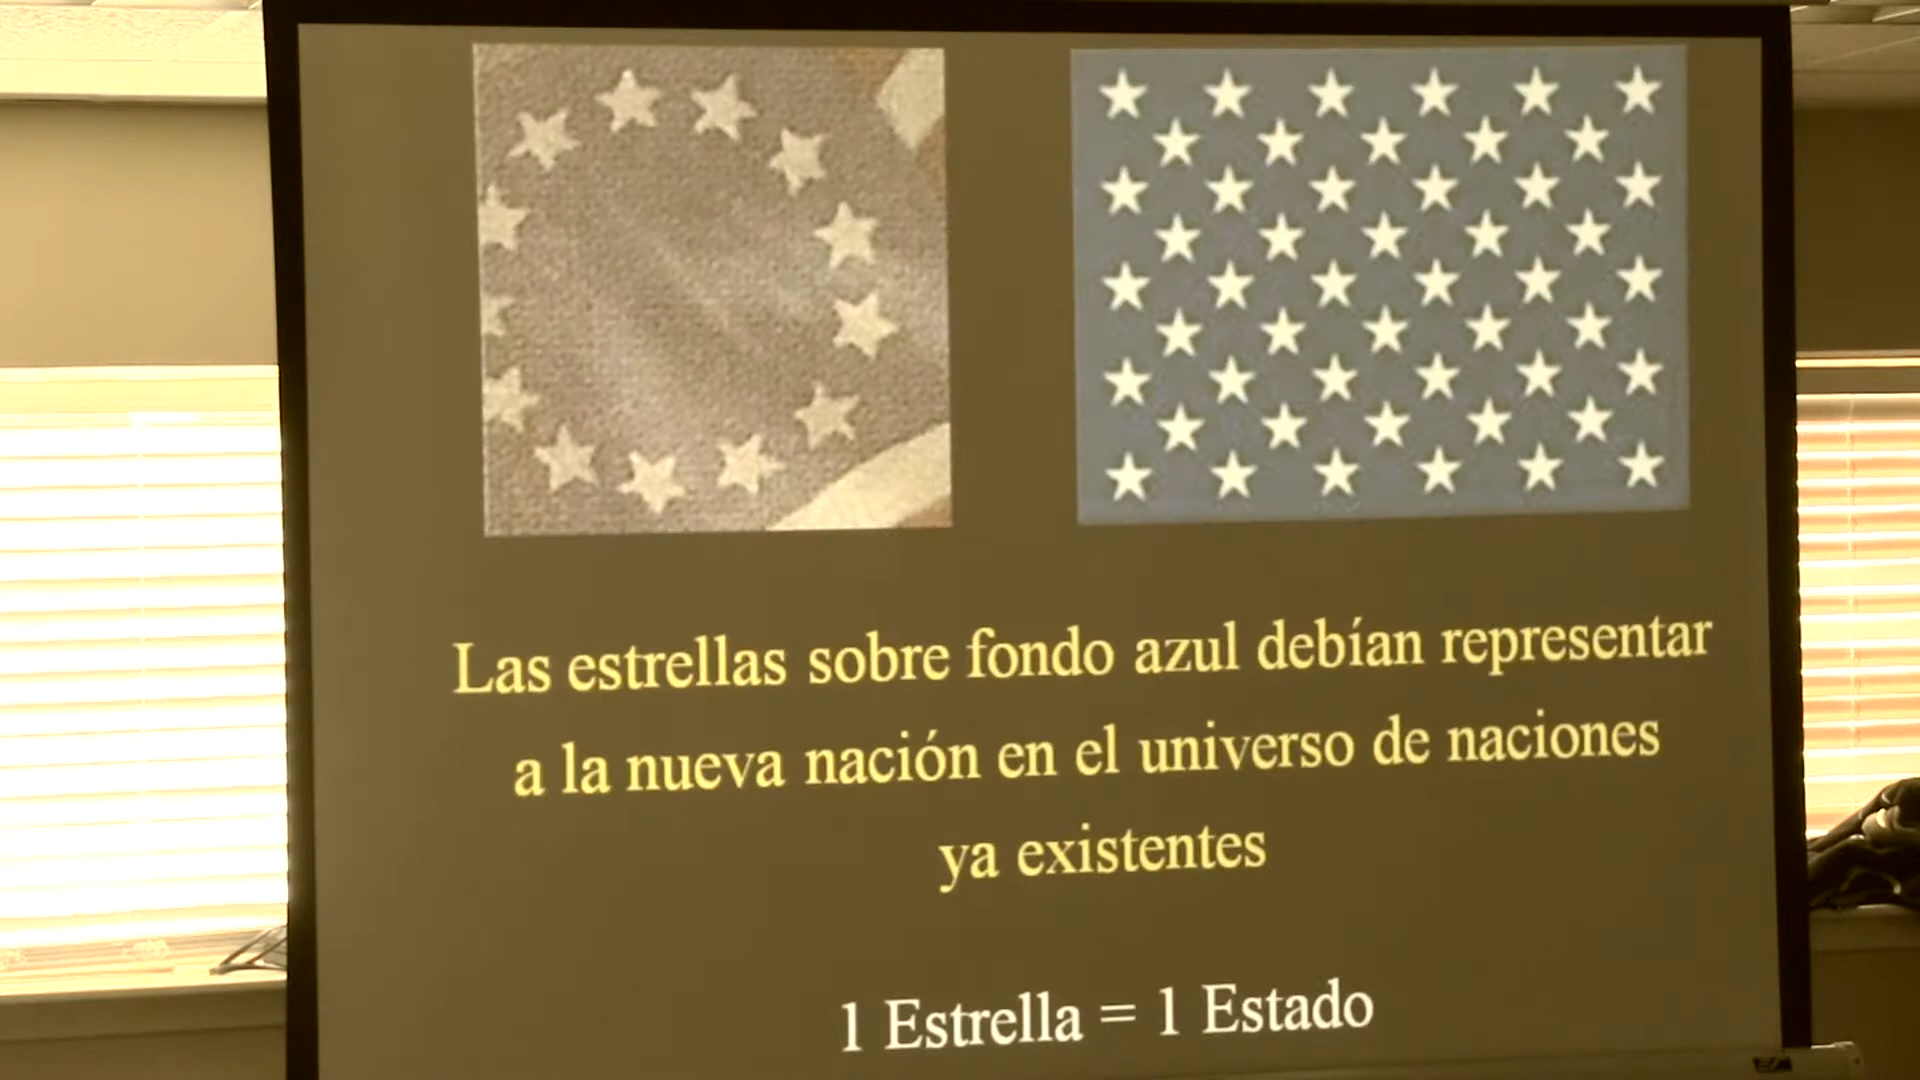 Las estrellas sobre fondo azul debían representar
a la nueva nación en el universo de naciones
ya existentes
1 Estrella = 1 Estado